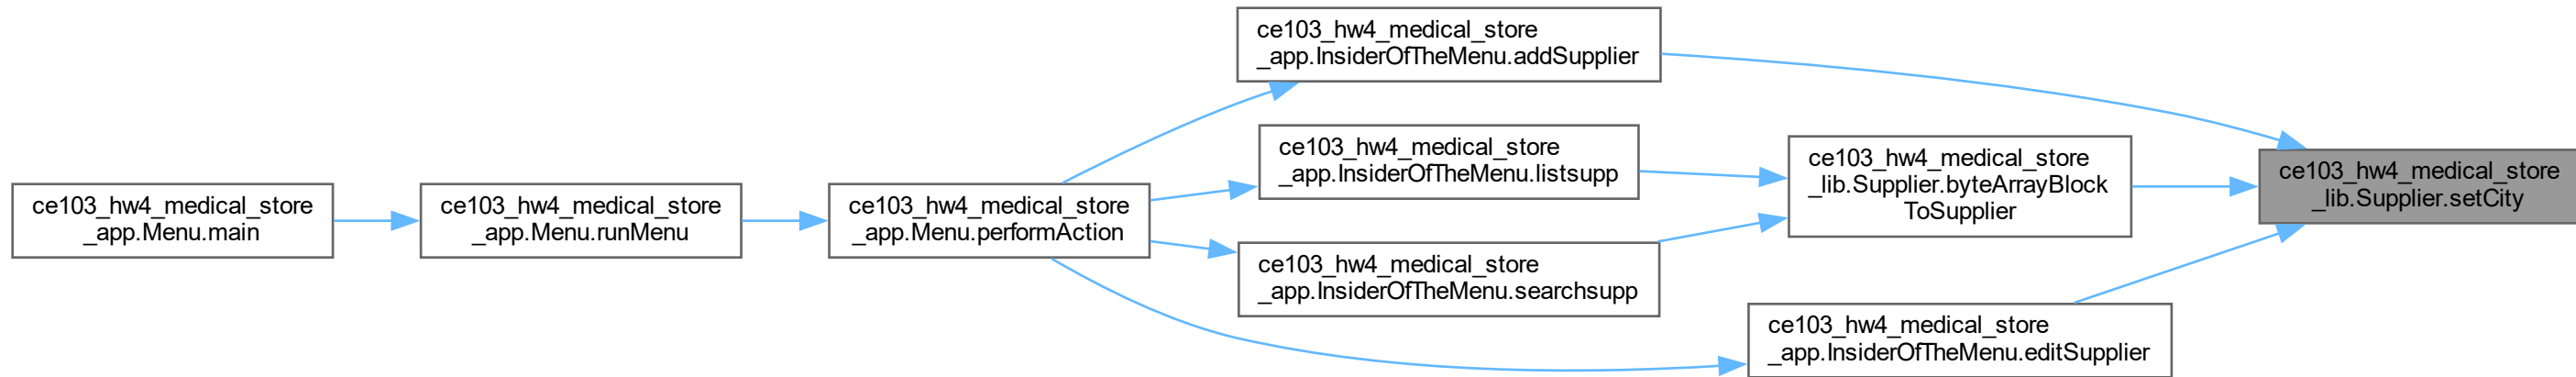 ce103_hw4_medical_store
_app.Menu.main
ce103_hw4_medical_store
_app.Menu.runMenu
ce103_hw4_medical_store
_app.Menu.performAction
ce103_hw4_medical_store
_app.InsiderOfTheMenu.addSupplier
ce103_hw4_medical_store
_app.InsiderOfTheMenu.listsupp
ce103_hw4_medical_store
_app.InsiderOfTheMenu.searchsupp
ce103_hw4_medical_store
_lib.Supplier.byteArrayBlock
ToSupplier
ce103_hw4_medical_store
_app.InsiderOfTheMenu.editSupplier
ce103_hw4_medical_store
_lib.Supplier.setCity